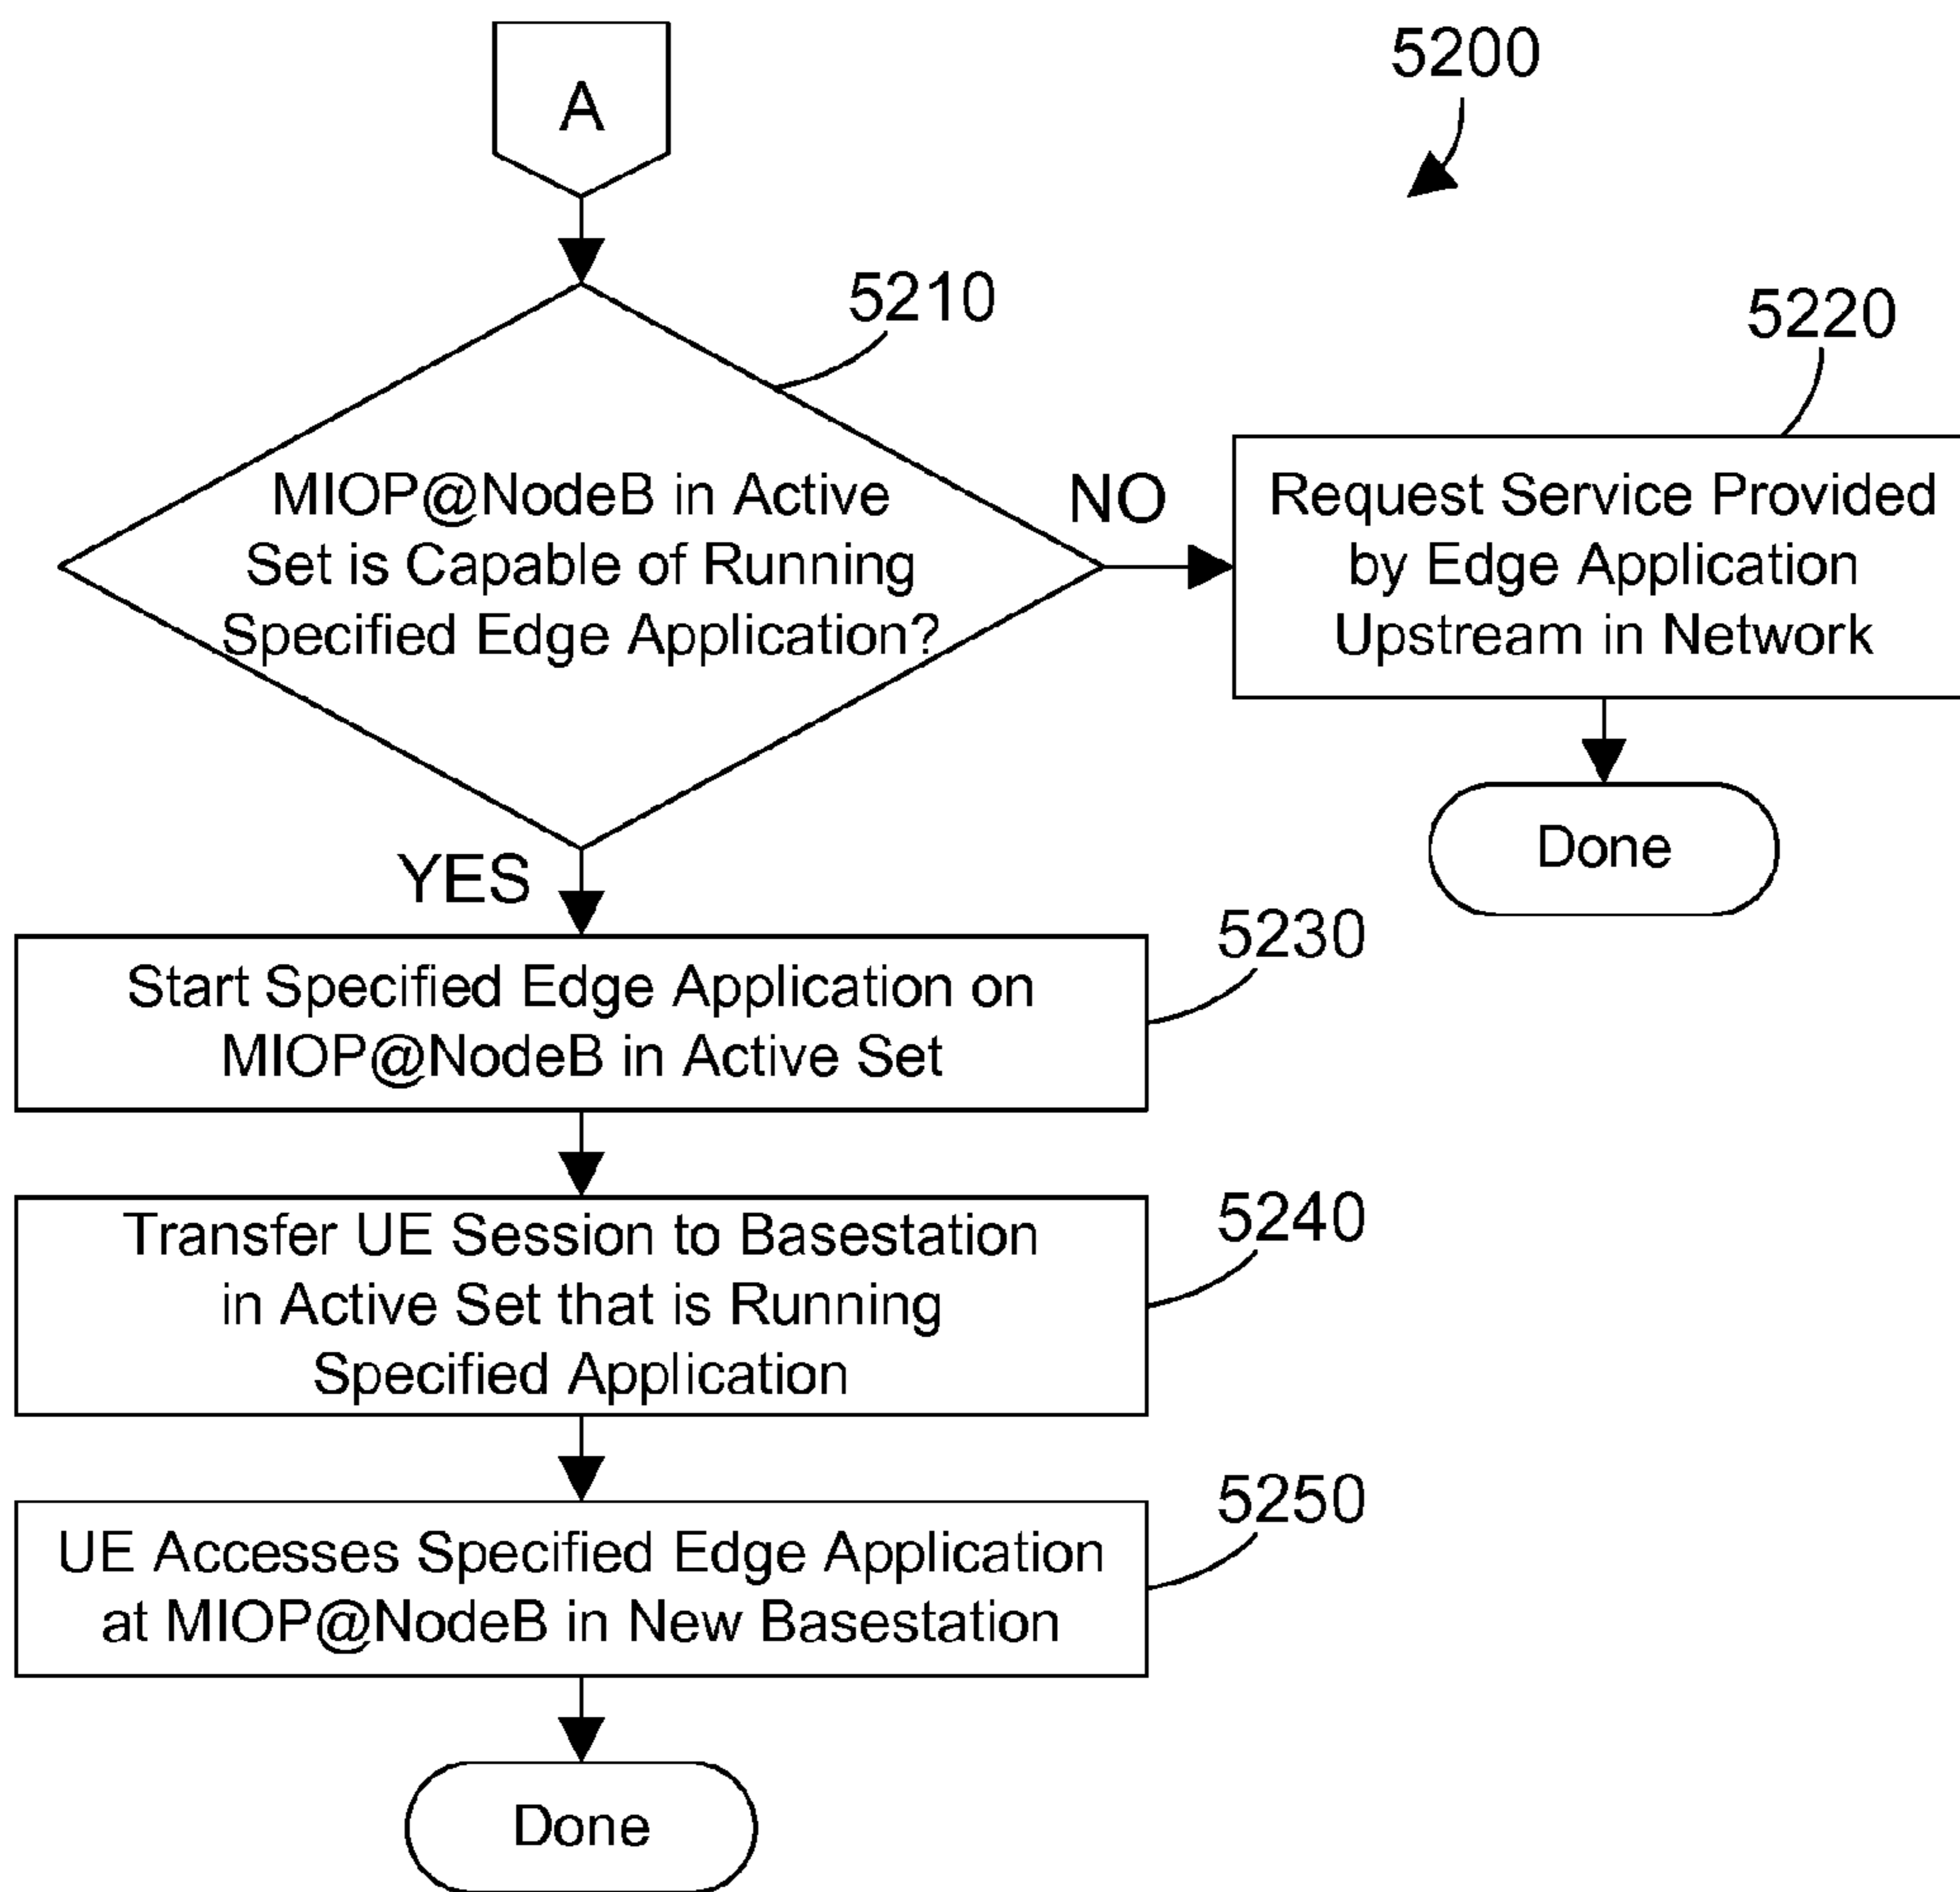 A
5200
5210
MIOP@NodeB in Active
Set is Capable of Running
Specified Edge Application?
NO
5220
Request Service Provided
by Edge Application
Upstream in Network
Done
YES
5230
Start Specified Edge Application on
MIOP@NodeB in Active Set
5240
Transfer UE Session to Basestation
in Active Set that is Running
Specified Application
5250
UE Accesses Specified Edge Application
at MIOP@NodeB in New Basestation
Done